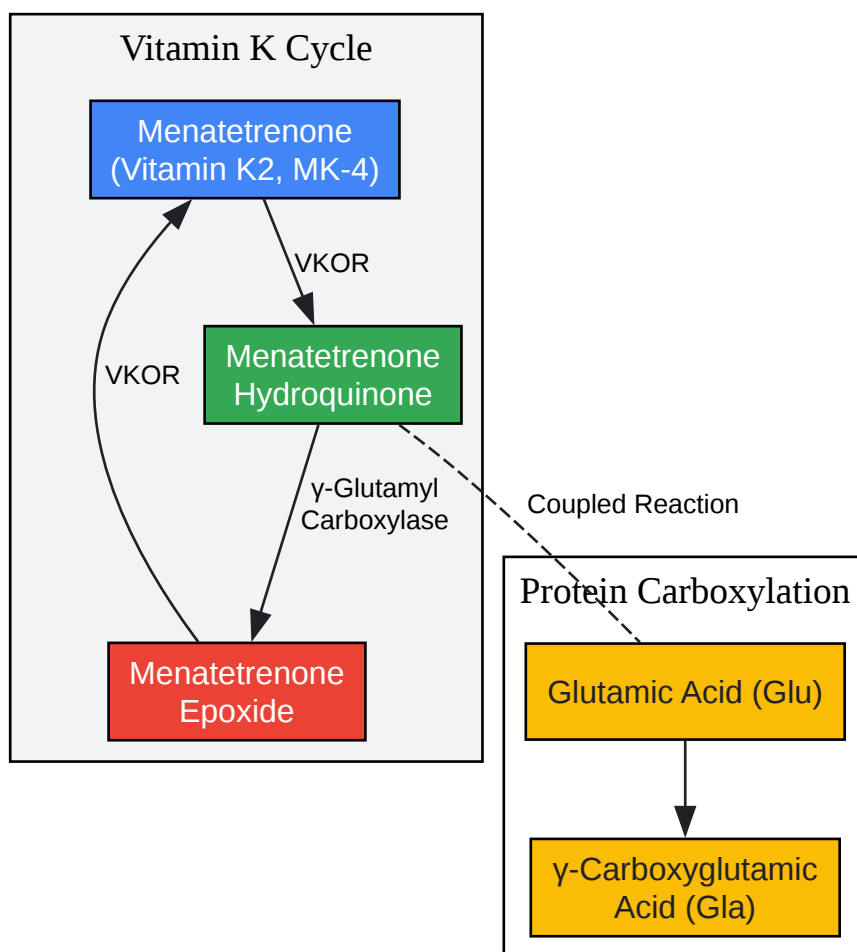 Vitamin K Cycle
Menatetrenone
(Vitamin K2, MK-4)
VKOR
Menatetrenone
Hydroquinone
VKOR
γ-Glutamyl
Carboxylase
Coupled Reaction
Menatetrenone
Epoxide
Protein Carboxylation
Glutamic Acid (Glu)
γ-Carboxyglutamic
Acid (Gla)